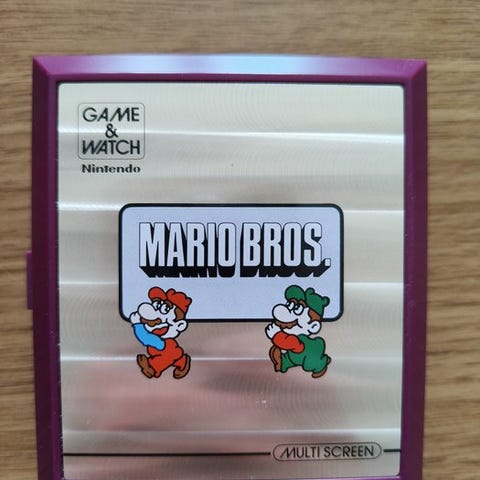 GAME
&
WATCH
Nintendo
MARIO BROS.
MULTI SCREEN